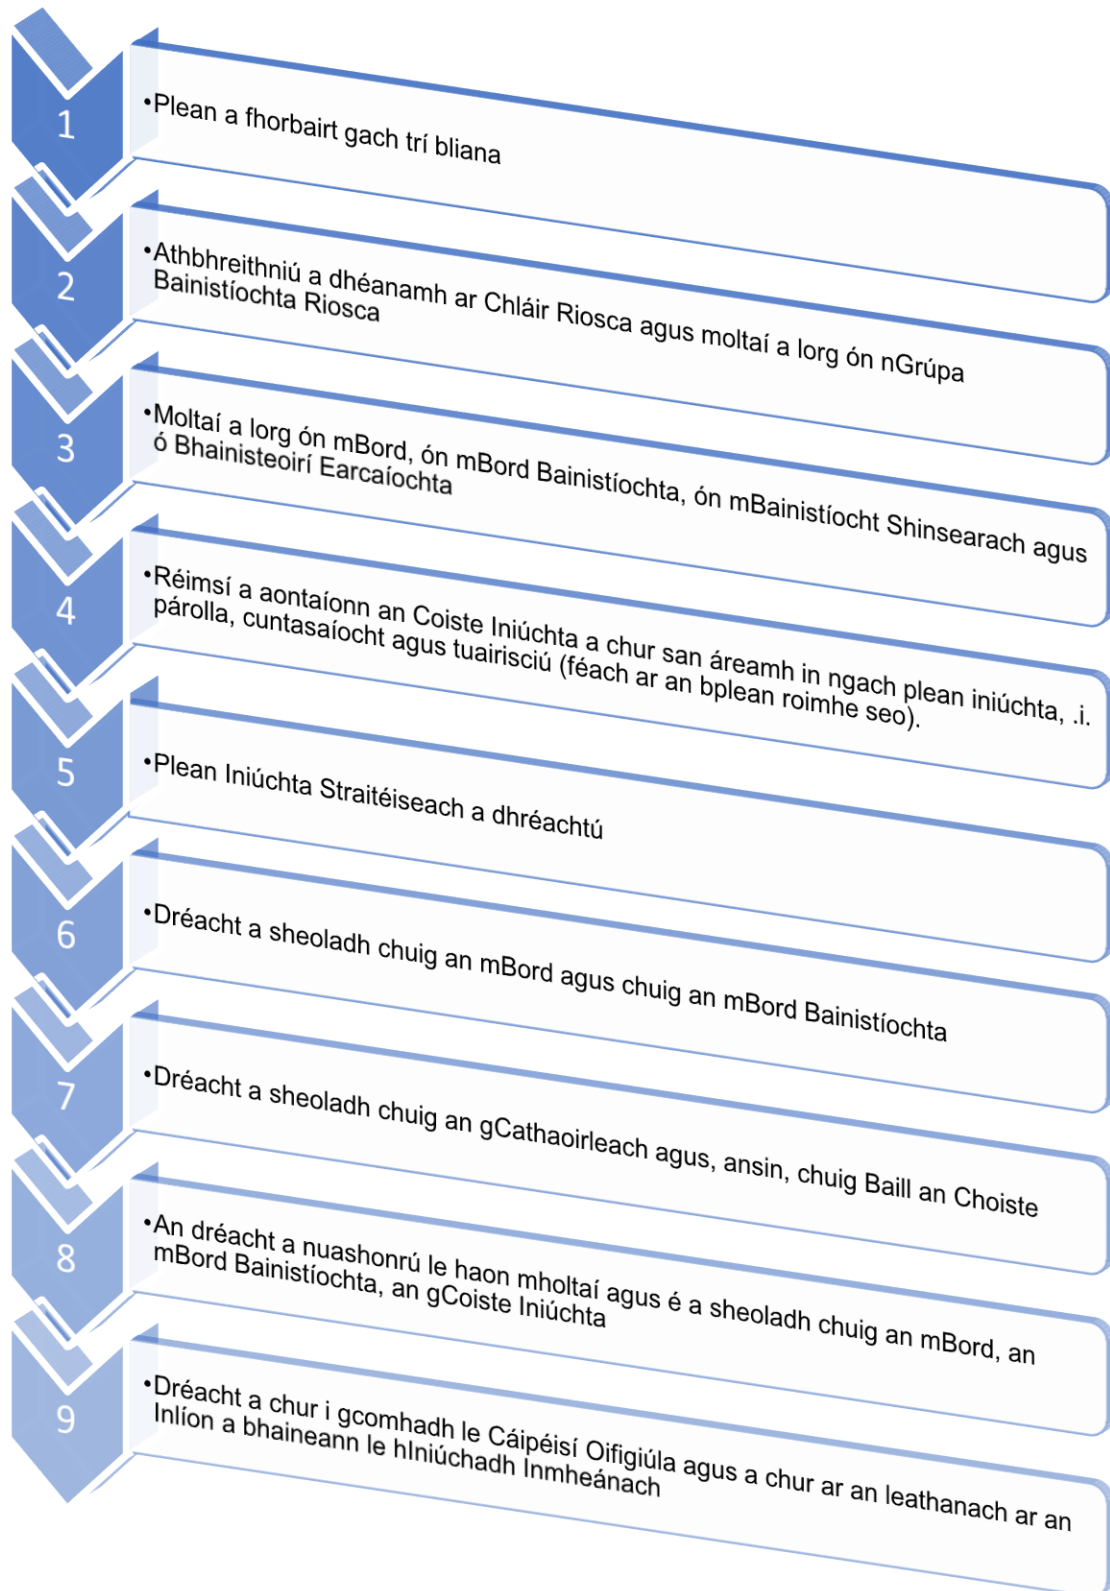 1
•Plean a fhorbairt gach trí bliana
2
•Athbhreithniú a dhéanamh ar Chláir Riosca agus moltaí a lorg ón nGrúpa
Bainistíochta Riosca
3
•Moltaí a lorg ón mBord, ón mBord Bainistíochta, ón mBainistíocht Shinsearach agus
ó Bhainisteoirí Earcaíochta
4
•Réimsí a aontaíonn an Coiste Iniúchta a chur san áreamh in ngach plean iniúchta, .i.
párolla, cuntasaíocht agus tuairisciú (féach ar an bplean roimhe seo).
5
•Plean Iniúchta Straitéiseach a dhréachtú
6
•Dréacht a sheoladh chuig an mBord agus chuig an mBord Bainistíochta
7
•Dréacht a sheoladh chuig an gCathaoirleach agus, ansin, chuig Baill an Choiste
8
•An dréacht a nuashonrú le haon mholtaí agus é a sheoladh chuig an mBord, an
mBord Bainistíochta, an gCoiste Iniúchta
9
•Dréacht a chur i gcomhadh le Cáipéisí Oifigiúla agus a chur ar an leathanach ar an
Inlíon a bhaineann le hIniúchadh Inmheánach